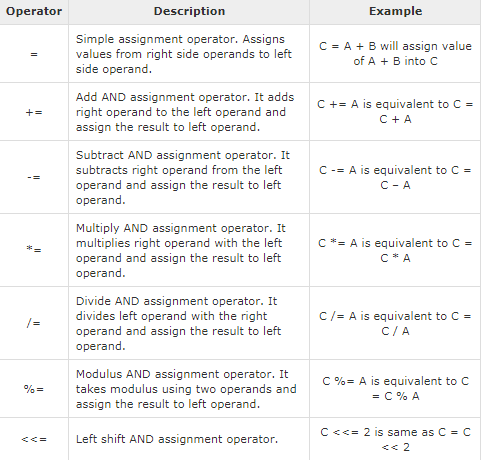 Operator Description Example
=
Simple assignment operator. Assigns
values from right side operands to left
side operand.
C = A + B will assign value
of A + B into C
+=
Add AND assignment operator. It adds
right operand to the left operand and
assign the result to left operand.
C += A is equivalent to C =
C + A
-=
Subtract AND assignment operator. It
subtracts right operand from the left
operand and assign the result to left
operand.
C -= A is equivalent to C =
C - A
*=
Multiply AND assignment operator. It
multiplies right operand with the left
operand and assign the result to left
operand.
C *= A is equivalent to C =
C * A
/=
Divide AND assignment operator. It
divides left operand with the right
operand and assign the result to left
operand.
C /= A is equivalent to C =
C / A
%=
Modulus AND assignment operator. It
takes modulus using two operands and
assign the result to left operand.
C %= A is equivalent to C
= C % A
<<=
Left shift AND assignment operator.
C <<= 2 is same as C = C
<< 2